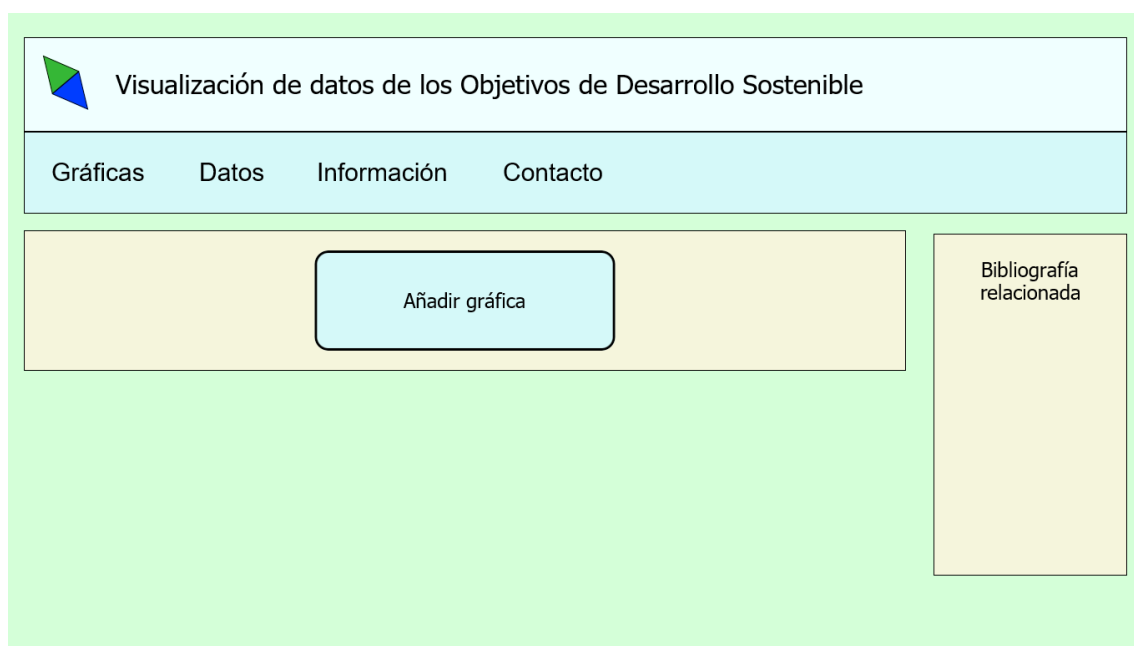 Visualización de datos de los Objetivos de Desarrollo Sostenible
Gráficas Datos Información Contacto
Añadir gráfica
Bibliografía
relacionada